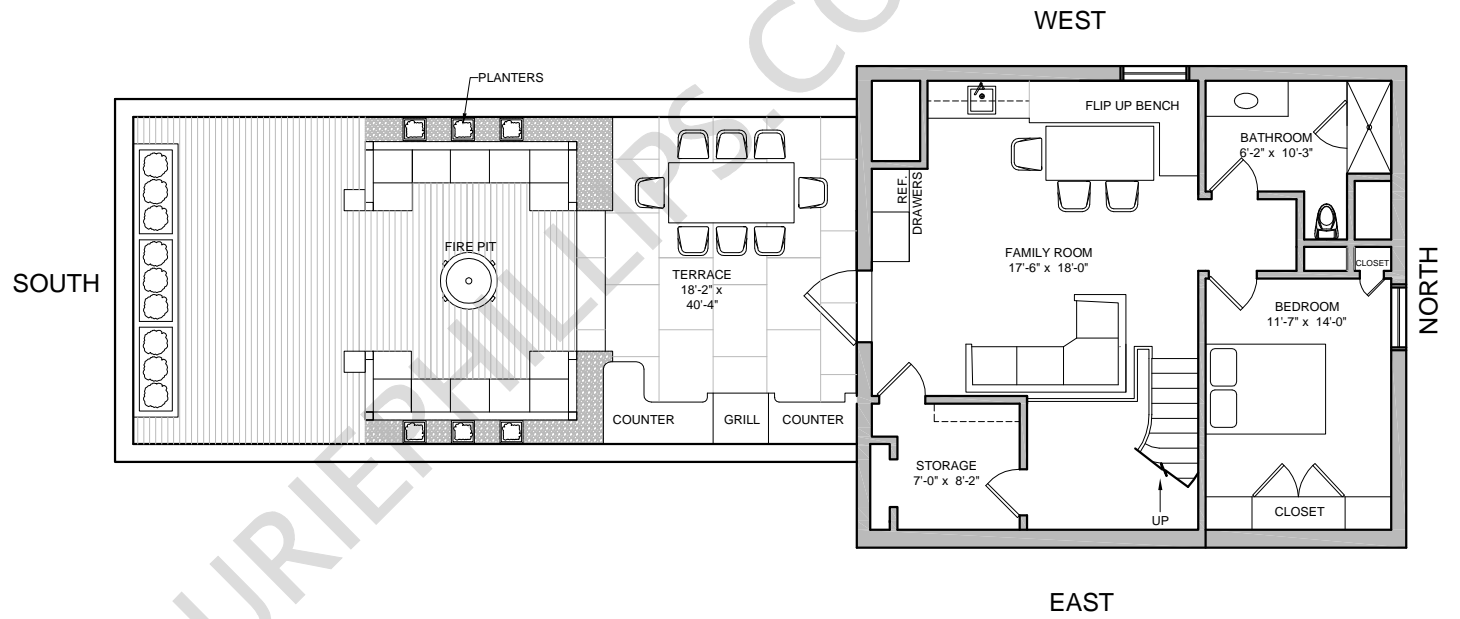 WEST
PLANTERS
FLIP UP BENCH
BATHROOM
6'-2" x 10'-3"
REF.
DRAWERS
FIRE PIT
FAMILY ROOM
17'-6" x 18'-0"
CLOSET
SOUTH
TERRACE
18'-2" x
40'-4"
NORTH
BEDROOM
11'-7" x 14'-0"
COUNTER
GRILL
COUNTER
STORAGE
7'-0" x 8'-2"
UP
CLOSET
EAST
URIEPHILLIPS.CO